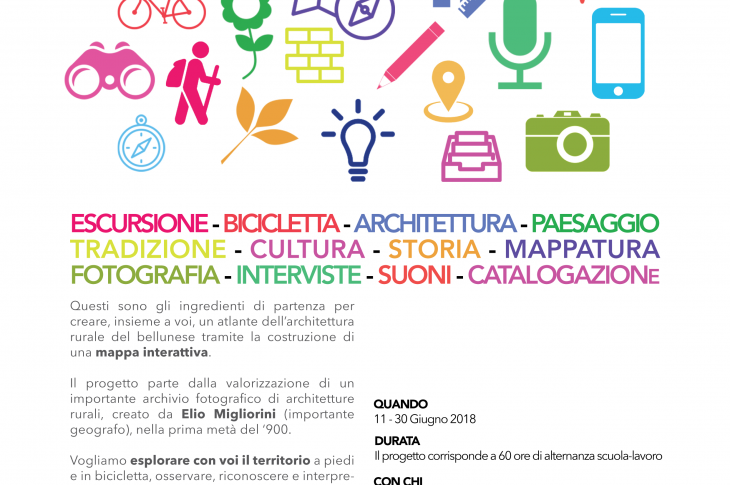 ESCURSIONE - BICICLETTA - ARCHITETTURA - PAESAGGIO
TRADIZIONE - CULTURA - STORIA - MAPPATURA
FOTOGRAFIA - INTERVISTE - SUONI - CATALOGAZIONE
Questi sono gli ingredienti di partenza per
creare, insieme a voi, un atlante dell'architettura
rurale del bellunese tramite la costruzione di
una mappa interattiva.
Il progetto parte dalla valorizzazione di un
importante archivio fotografico di architetture
rurali, creato da Elio Migliorini (importante
geografo), nella prima metà del '900.
Vogliamo esplorare con voi il territorio a piedi
e in bicicletta, osservare, riconoscere e interpre-
QUANDO
11 - 30 Giugno 2018
DURATA
Il progetto corrisponde a 60 ore di alternanza scuola-lavoro
CON CHI